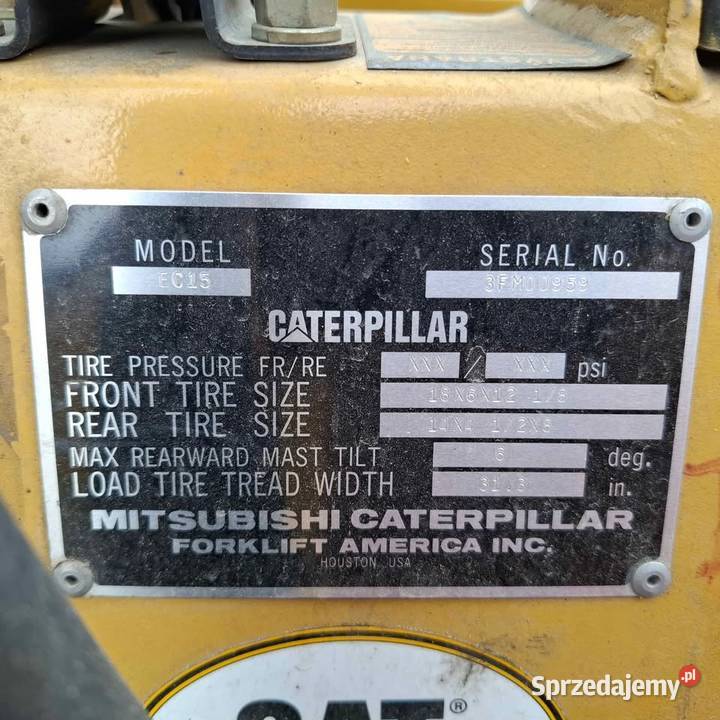 MODEL
EC15
SERIAL No.
3FM00959
CATERPILLAR
TIRE PRESSURE FR/RE XXX / XXX psi
FRONT TIRE SIZE 18X6X12 1/8
REAR TIRE SIZE 14X4 1/2X8
MAX REARWARD MAST TILT 6 deg.
LOAD TIRE TREAD WIDTH 31.3 in.
MITSUBISHI CATERPILLAR
FORKLIFT AMERICA INC.
HOUSTON USA
CAT®
Sprzedajemy.pl